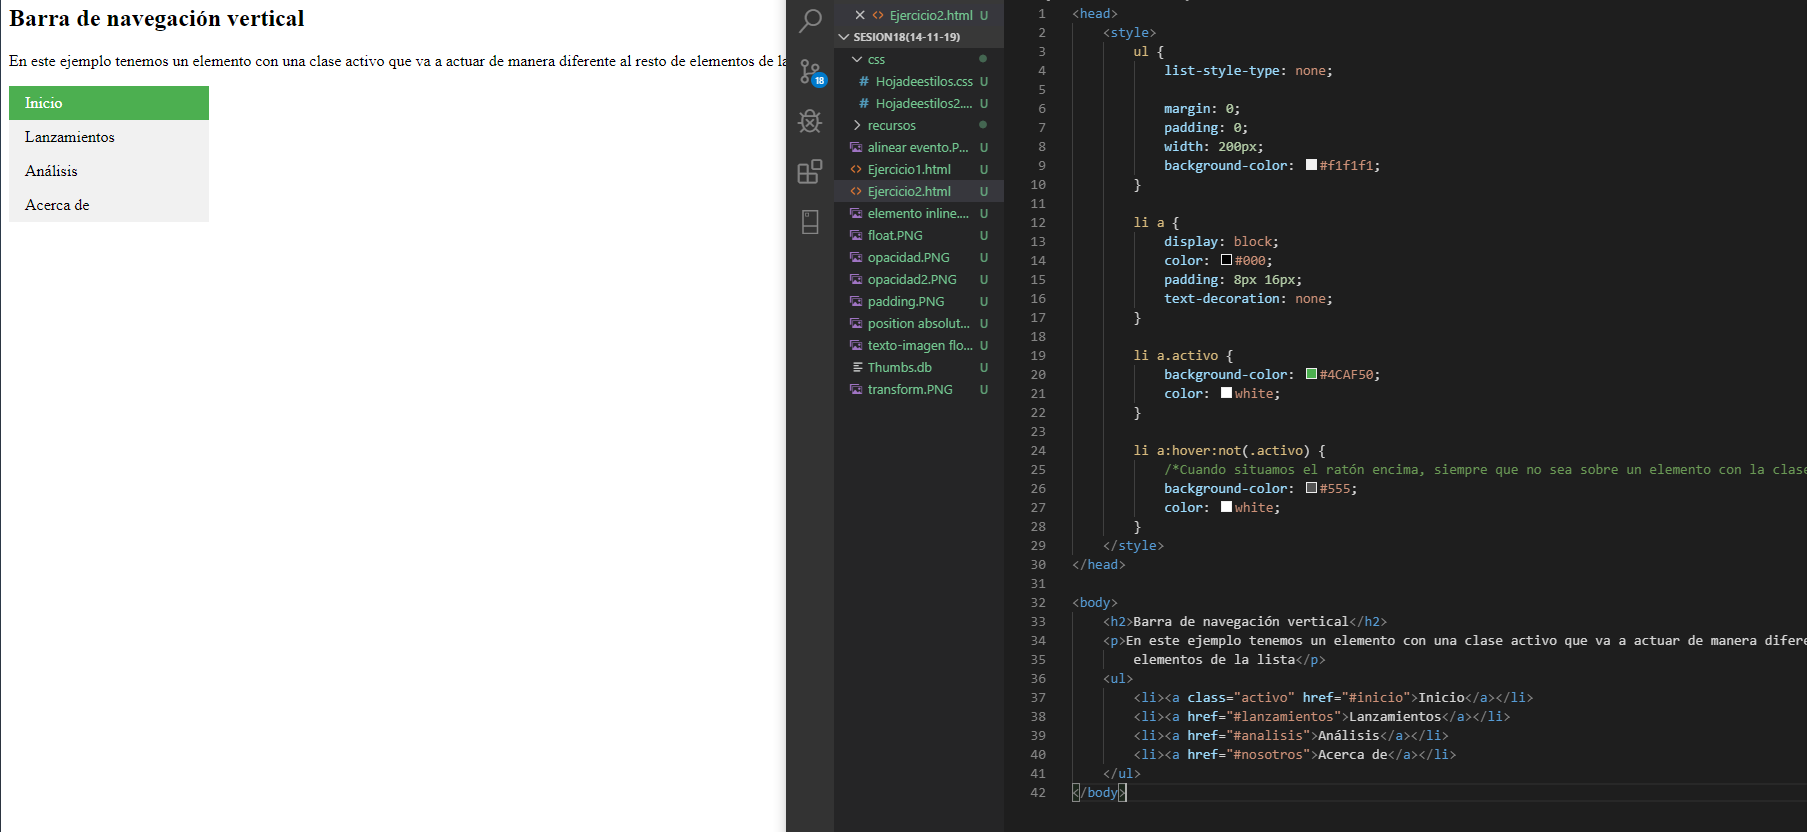 Barra de navegación vertical
En este ejemplo tenemos un elemento con una clase activo que va a actuar de manera diferente al resto de elementos de la
Inicio
Lanzamientos
Análisis
Acerca de
Ejercicio2.html U
SESION18(14-11-19)
18
css
# Hojadeestilos.css U
# Hojadeestilos2.... U
recursos
alinear evento.P... U
Ejercicio1.html U
Ejercicio2.html U
elemento inline.... U
float.PNG U
opacidad.PNG U
opacidad2.PNG U
padding.PNG U
position absolut... U
texto-imagen flo... U
Thumbs.db U
transform.PNG U
1 <head>
2 <style>
3 ul {
4 list-style-type: none;
5
6 margin: 0;
7 padding: 0;
8 width: 200px;
9 background-color: #f1f1f1;
10 }
11
12 li a {
13 display: block;
14 color: #000;
15 padding: 8px 16px;
16 text-decoration: none;
17 }
18
19 li a.activo {
20 background-color: #4CAF50;
21 color: white;
22 }
23
24 li a:hover:not(.activo) {
25 /*Cuando situamos el ratón encima, siempre que no sea sobre un elemento con la clase
26 background-color: #555;
27 color: white;
28 }
29 </style>
30 </head>
31
32 <body>
33 <h2>Barra de navegación vertical</h2>
34 <p>En este ejemplo tenemos un elemento con una clase activo que va a actuar de manera difere
35 elementos de la lista</p>
36 <ul>
37 <li><a class="activo" href="#inicio">Inicio</a></li>
38 <li><a href="#lanzamientos">Lanzamientos</a></li>
39 <li><a href="#analisis">Análisis</a></li>
40 <li><a href="#nosotros">Acerca de</a></li>
41 </ul>
42 </body>